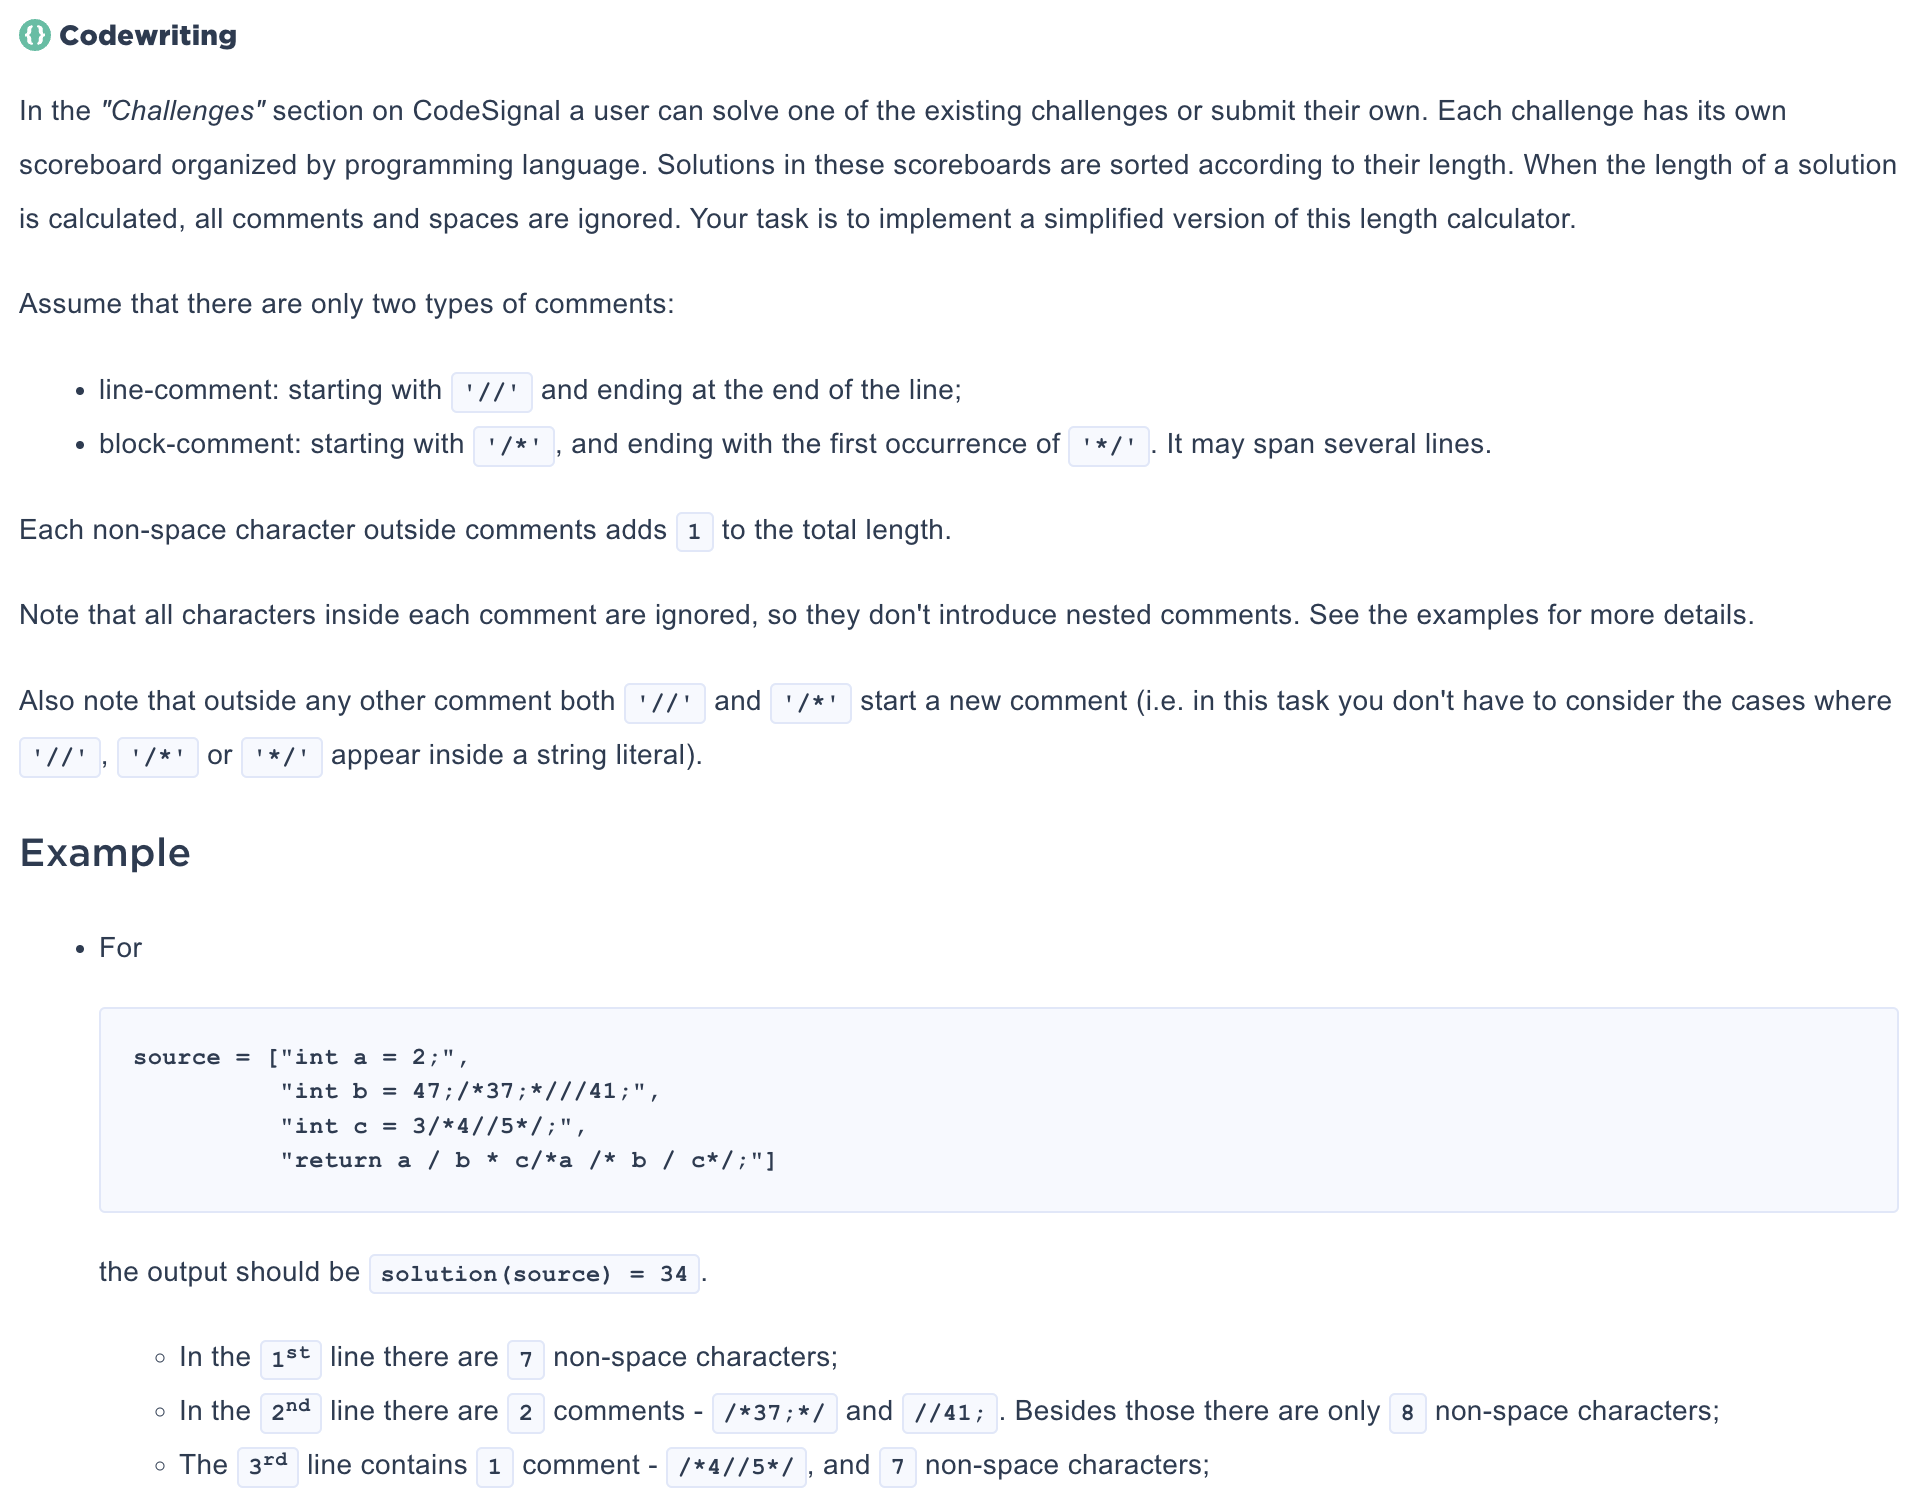 Codewriting
In the "Challenges" section on CodeSignal a user can solve one of the existing challenges or submit their own. Each challenge has its own
scoreboard organized by programming language. Solutions in these scoreboards are sorted according to their length. When the length of a solution
is calculated, all comments and spaces are ignored. Your task is to implement a simplified version of this length calculator.
Assume that there are only two types of comments:
• line-comment: starting with '//' and ending at the end of the line;
• block-comment: starting with '/*', and ending with the first occurrence of '*/'. It may span several lines.
Each non-space character outside comments adds 1 to the total length.
Note that all characters inside each comment are ignored, so they don't introduce nested comments. See the examples for more details.
Also note that outside any other comment both '//' and '/*' start a new comment (i.e. in this task you don't have to consider the cases where
'//', '/*' or '*/' appear inside a string literal).
Example
• For
source = ["int a = 2;",
"int b = 47;/*37;*///41;",
"int c = 3/*4//5*/;",
"return a / b * c/*a /* b / c*/;"]
the output should be solution(source) = 34.
◦ In the 1st line there are 7 non-space characters;
◦ In the 2nd line there are 2 comments - /*37;*/ and //41;. Besides those there are only 8 non-space characters;
◦ The 3rd line contains 1 comment - /*4//5*/, and 7 non-space characters;